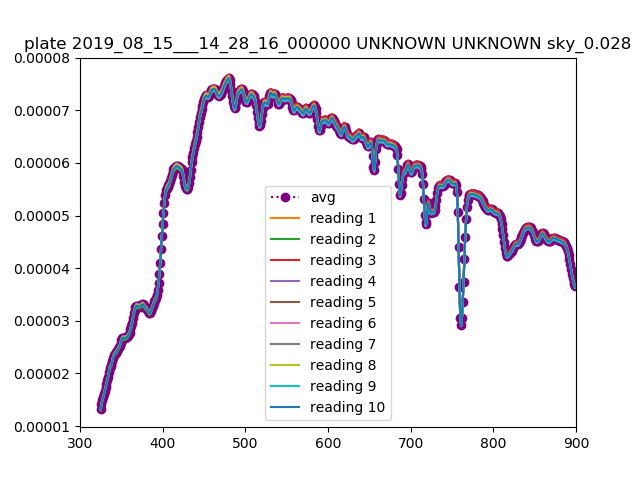 plate 2019_08_15___14_28_16_000000 UNKNOWN UNKNOWN sky_0.028
0.00008
0.00007
0.00006
0.00005
0.00004
0.00003
0.00002
0.00001
avg
reading 1
reading 2
reading 3
reading 4
reading 5
reading 6
reading 7
reading 8
reading 9
reading 10
300 400 500 600 700 800 900